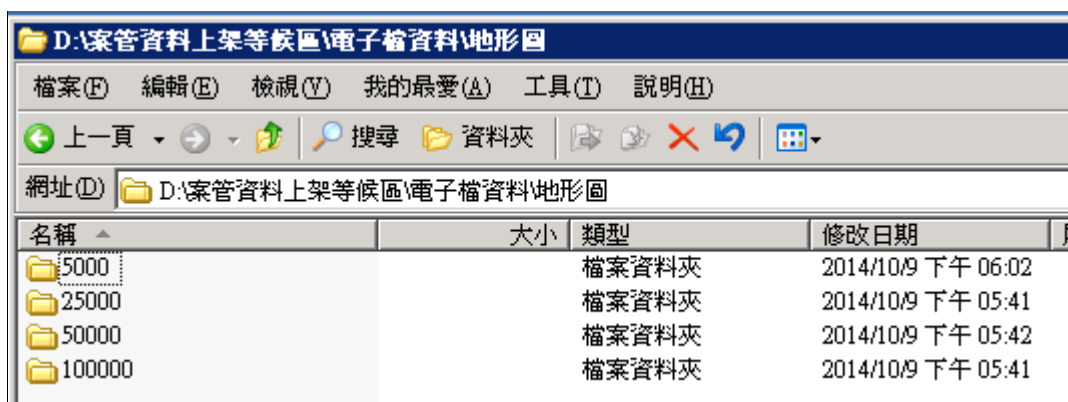 D:\案管資料上架等候區\電子檔資料\地形圖
檔案(F) 編輯(E) 檢視(V) 我的最愛(A) 工具(T) 說明(H)
上一頁 搜尋 資料夾
網址(D) D:\案管資料上架等候區\電子檔資料\地形圖
名稱 大小 類型 修改日期
5000 檔案資料夾 2014/10/9 下午 06:02
25000 檔案資料夾 2014/10/9 下午 05:41
50000 檔案資料夾 2014/10/9 下午 05:42
100000 檔案資料夾 2014/10/9 下午 05:41